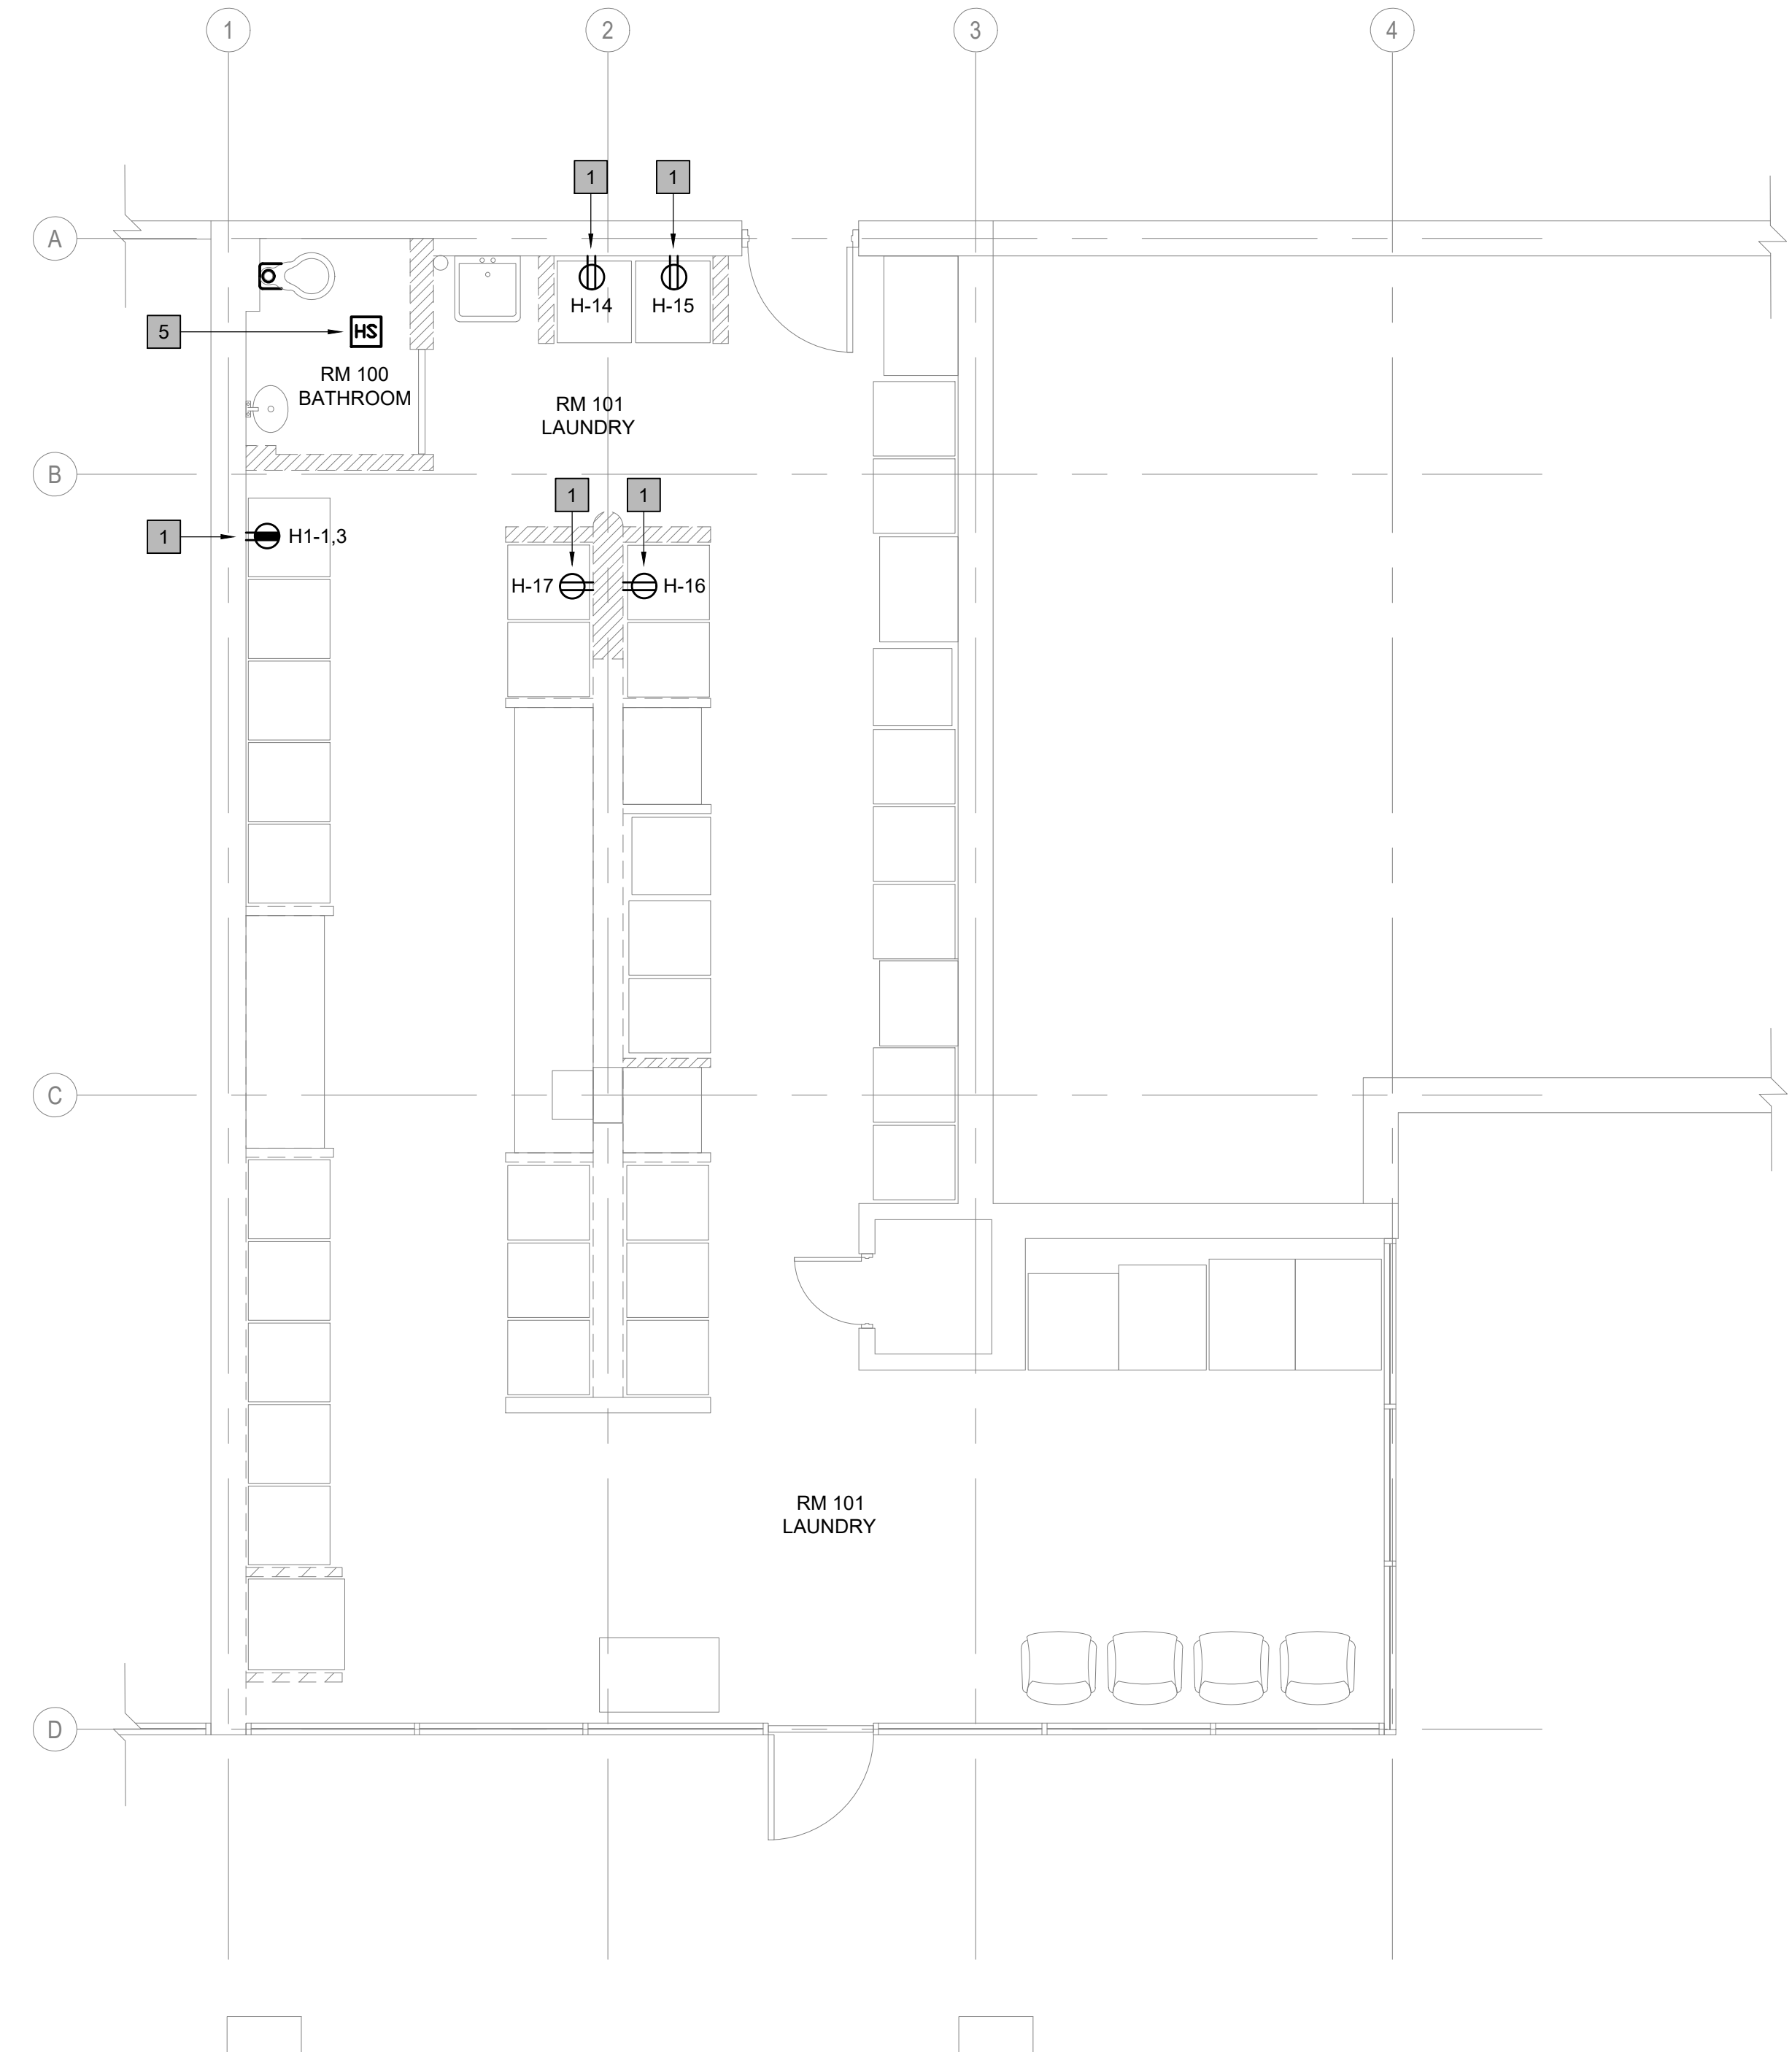 1
2
3
4
1
1
A
H-14
H-15
5
HS
RM 100
BATHROOM
RM 101
LAUNDRY
B
1
1
1
H1-1,3
H-17
H-16
C
RM 101
LAUNDRY
D